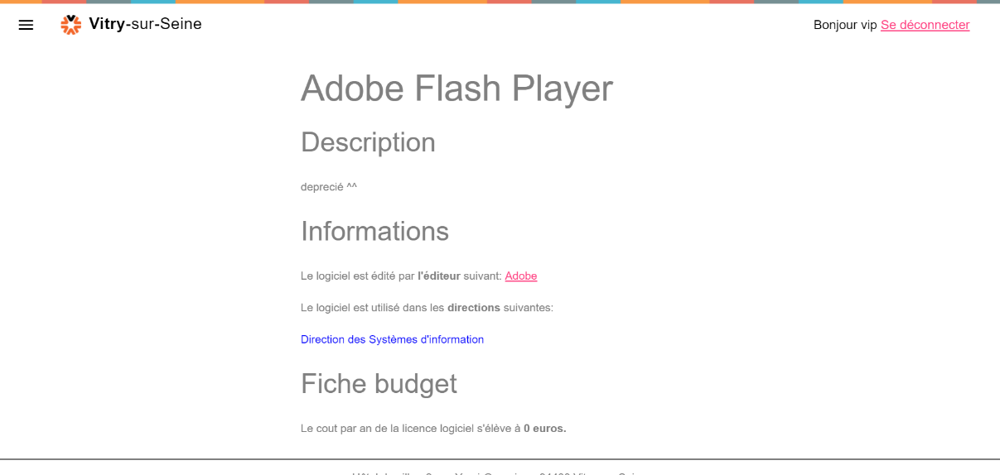 Vitry-sur-Seine
Bonjour vip Se déconnecter
Adobe Flash Player
Description
deprecié ^^
Informations
Le logiciel est édité par l'éditeur suivant: Adobe
Le logiciel est utilisé dans les directions suivantes:
Direction des Systèmes d'information
Fiche budget
Le cout par an de la licence logiciel s'élève à 0 euros.